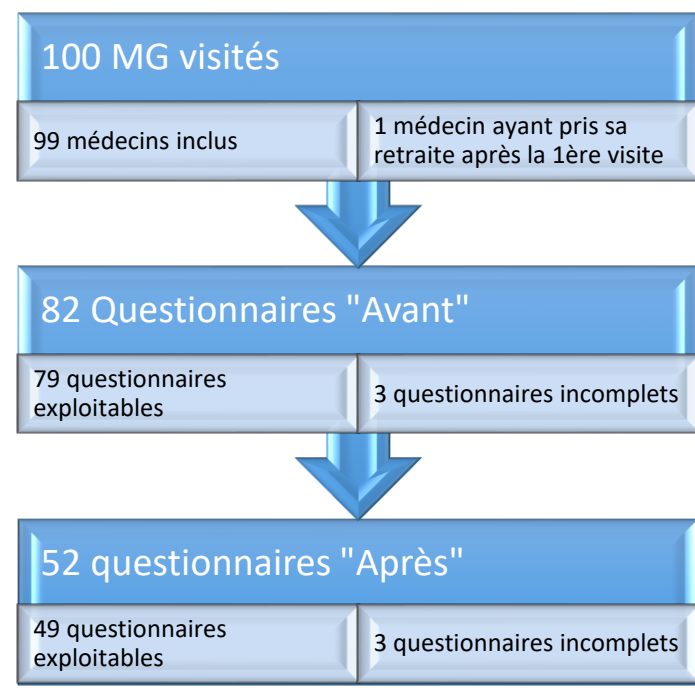 100 MG visités
99 médecins inclus
1 médecin ayant pris sa
retraite après la 1ère visite
82 Questionnaires "Avant"
79 questionnaires
exploitables
3 questionnaires incomplets
52 questionnaires "Après"
49 questionnaires
exploitables
3 questionnaires incomplets